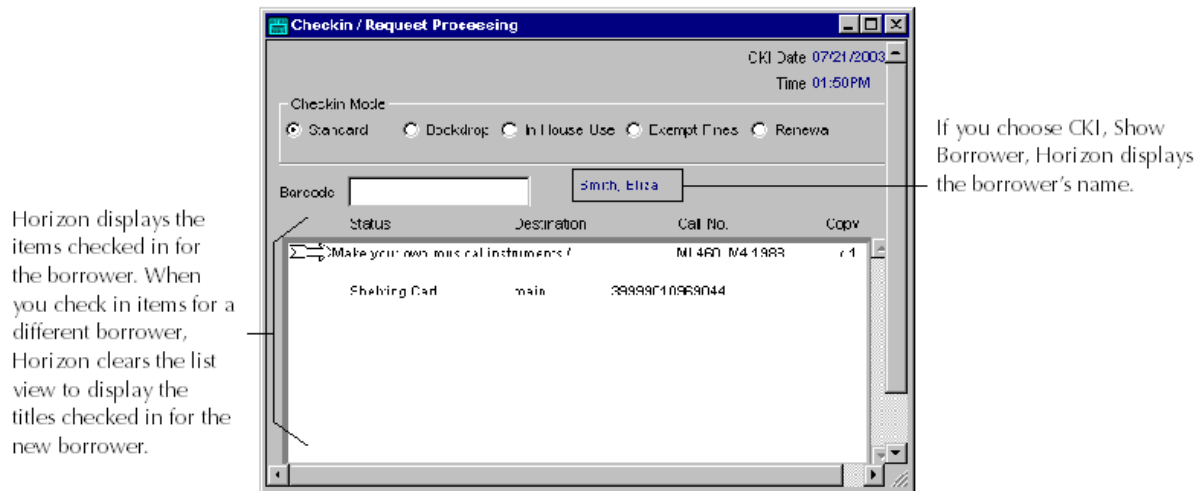 Checkin / Request Processing
CKI Date 07/21/2003
Time 01:50PM
Checkin Mode
Standard Bookdrop In House Use Exempt Fines Renewal
Barcode
Smith, Eliza
Status Destination Call No. Copy
Make your own musical instruments / ML460 .M4 1988 c.1
Shelving Cart main
If you choose CKI, Show
Borrower, Horizon displays
the borrower's name.
Horizon displays the
items checked in for
the borrower. When
you check in items for a
different borrower,
Horizon clears the list
view to display the
titles checked in for the
new borrower.